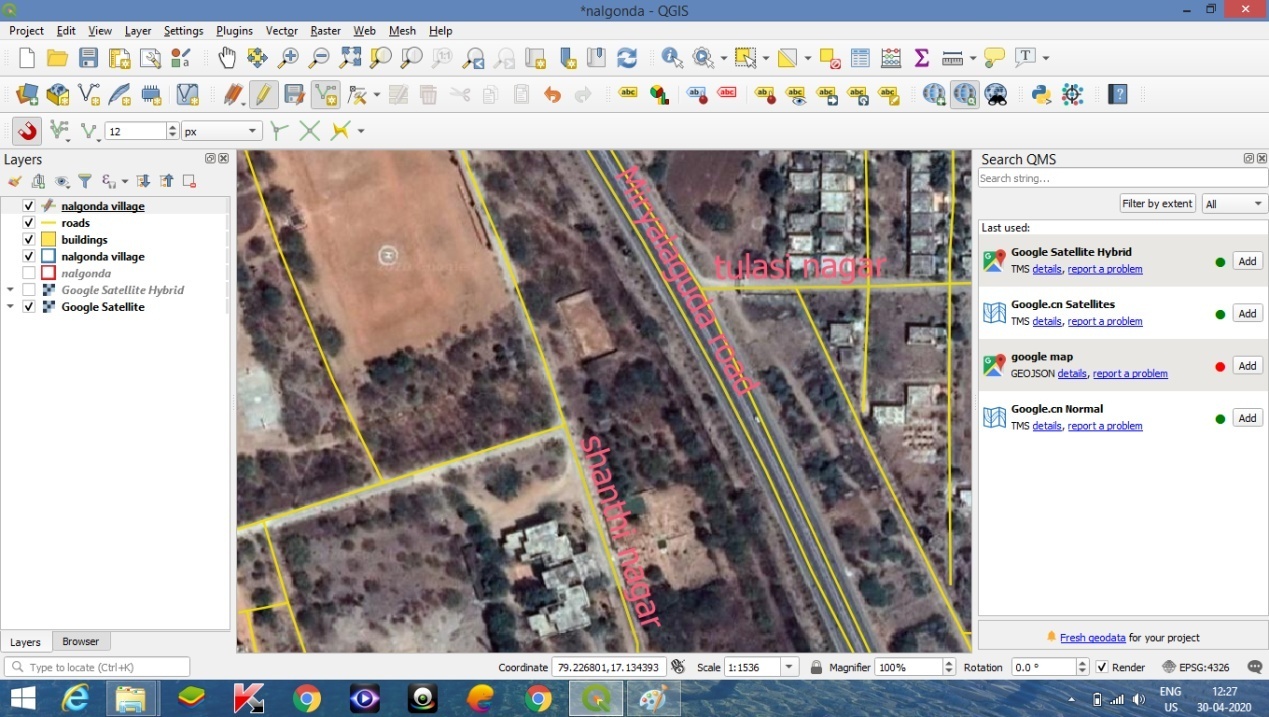 *nalgonda - QGIS
Project Edit View Layer Settings Plugins Vector Raster Web Mesh Help
12 px
Layers
nalgonda village
roads
buildings
nalgonda village
nalgonda
Google Satellite Hybrid
Google Satellite
Layers Browser
Miryalaguda road
tulasi nagar
shanthi nagar
Search QMS
Search string...
Filter by extent All
Last used:
Google Satellite Hybrid
TMS details, report a problem Add
Google.cn Satellites
TMS details, report a problem Add
google map
GEOJSON details, report a problem Add
Google.cn Normal
TMS details, report a problem Add
Fresh geodata for your project
Type to locate (Ctrl+K) Coordinate 79.226801,17.134393 Scale 1:1536 Magnifier 100% Rotation 0.0 ° Render EPSG:4326
ENG 12:27
US 30-04-2020